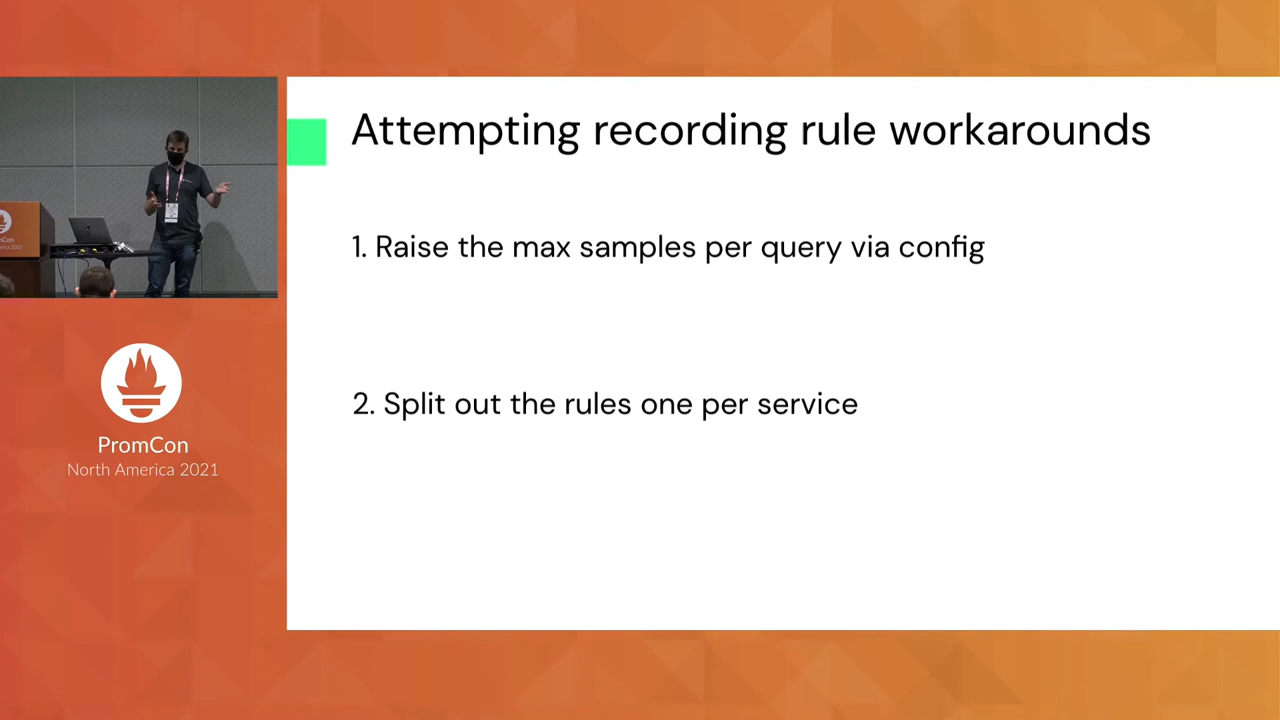 Attempting recording rule workarounds
1. Raise the max samples per query via config
2. Split out the rules one per service
PromCon
North America 2021